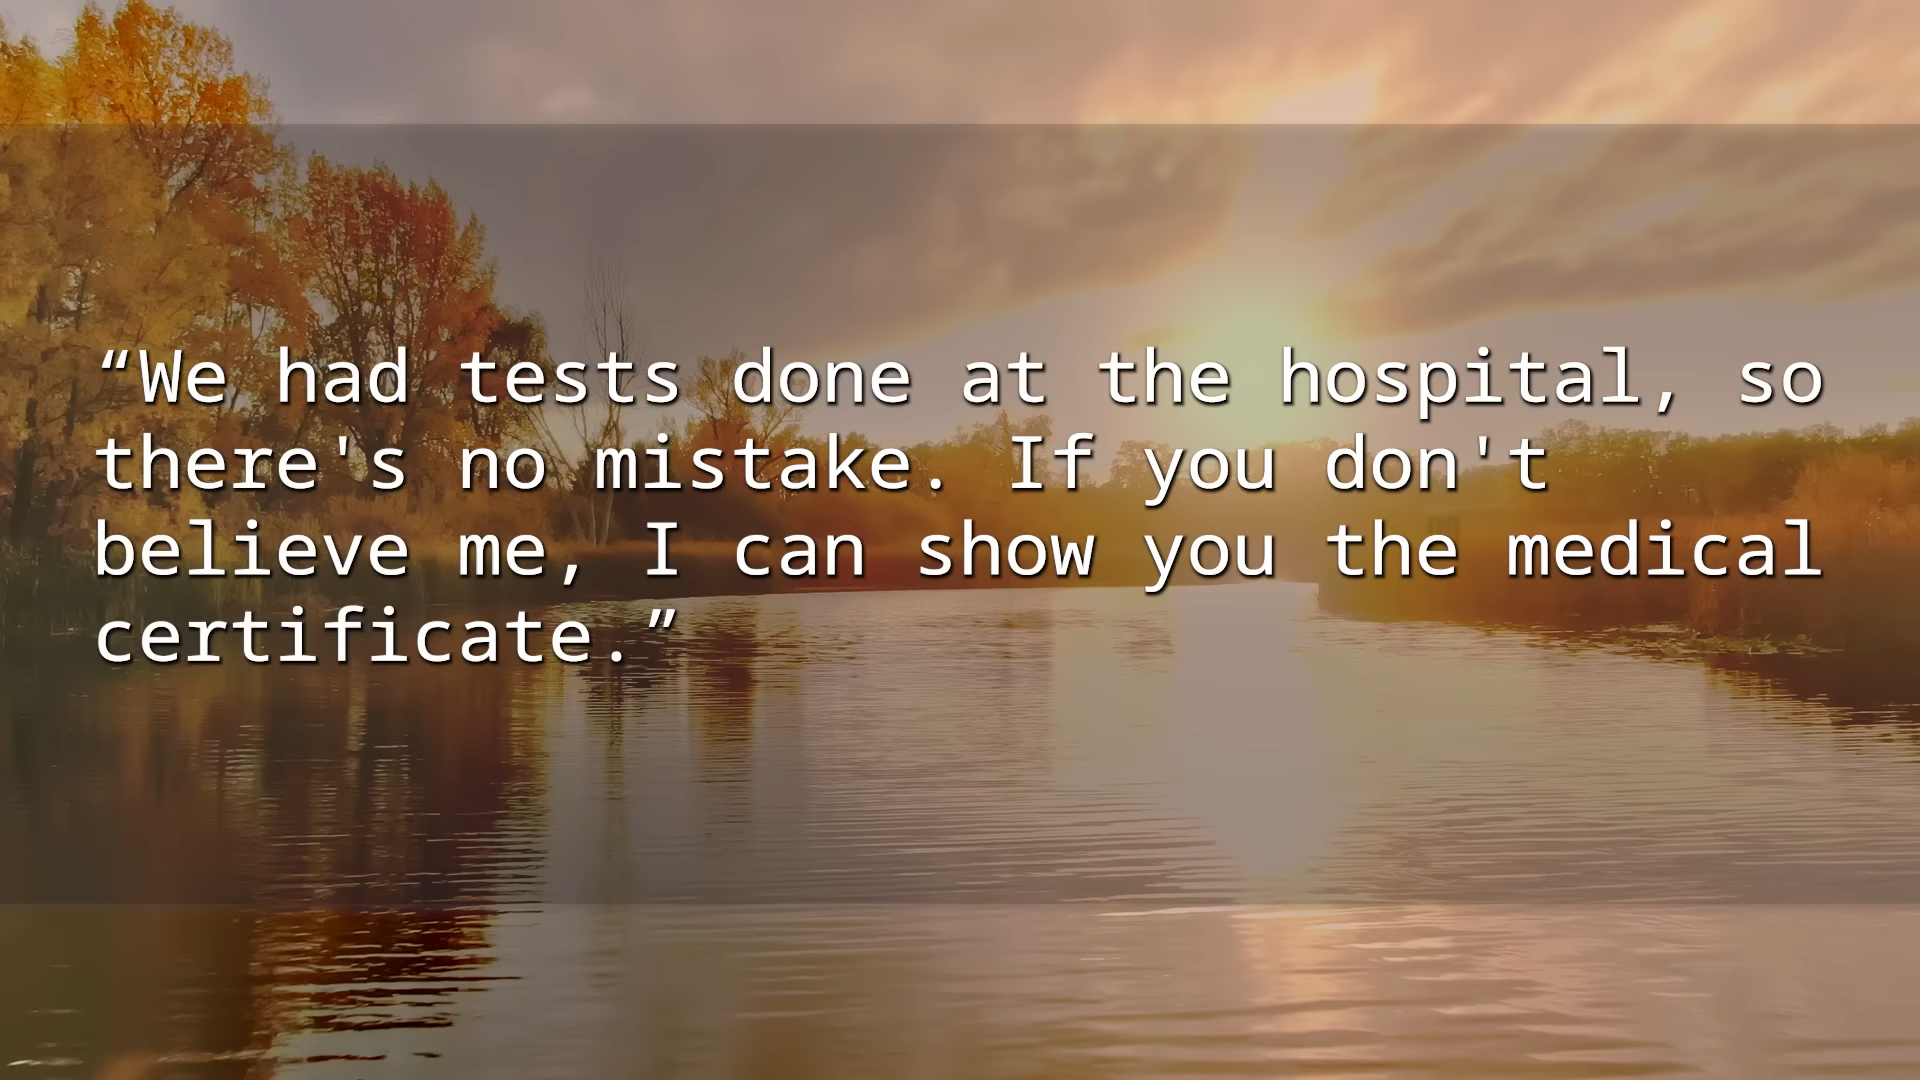 “We had tests done at the hospital, so
there's no mistake. If you don't
believe me, I can show you the medical
certificate.”